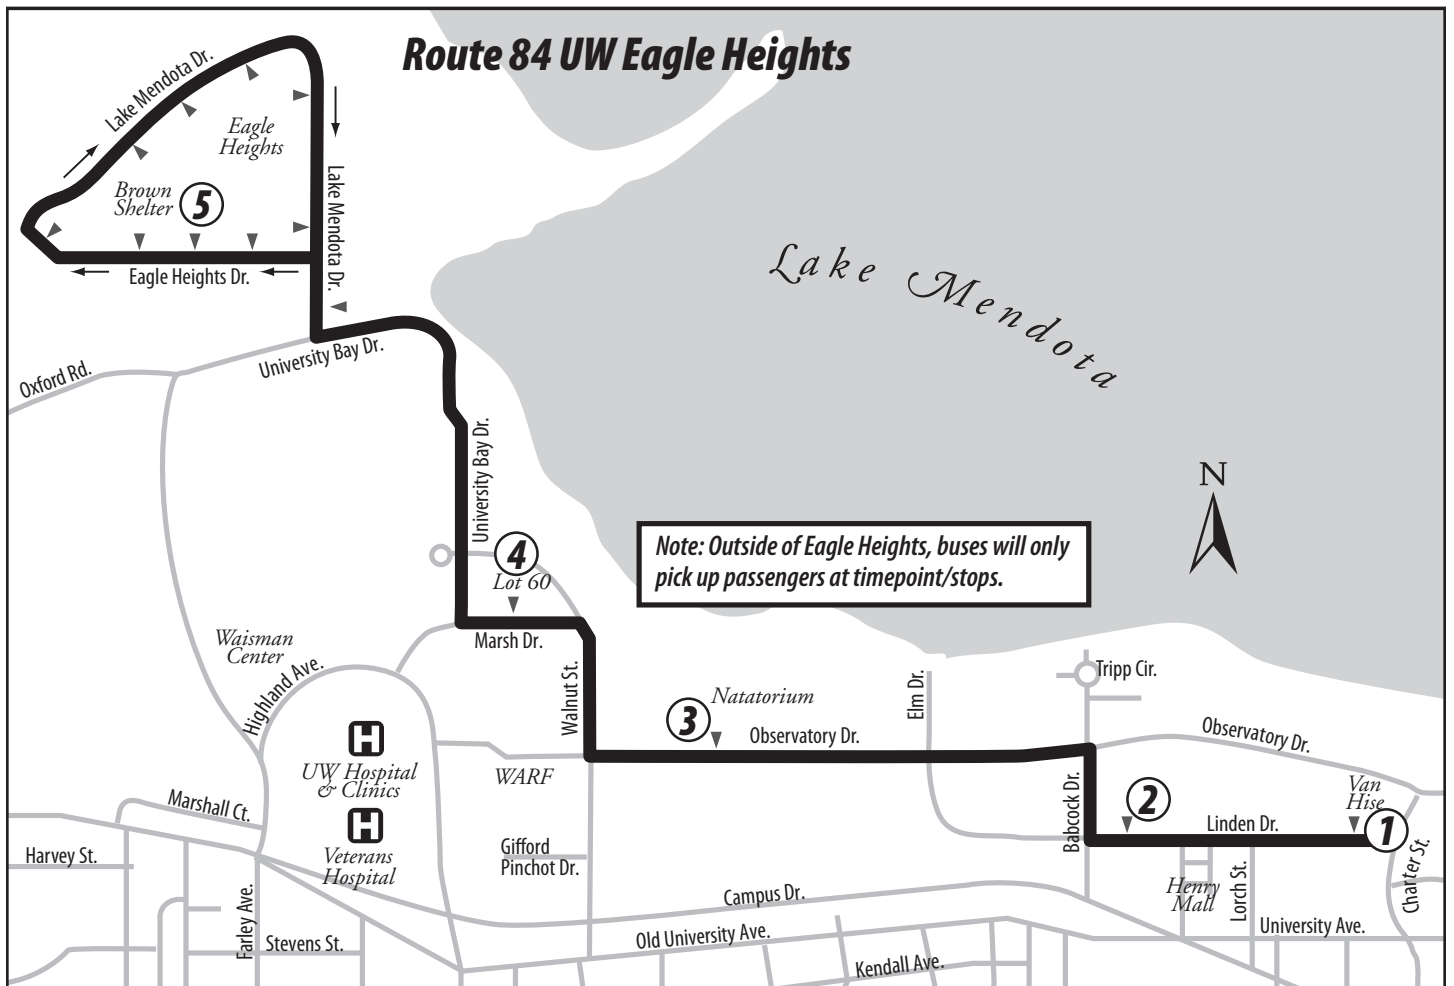 Route 84 UW Eagle Heights
Lake Mendota Dr.
Eagle
Heights
Brown
Shelter
5
Lake Mendota Dr.
Eagle Heights Dr.
University Bay Dr.
Oxford Rd.
Lake Mendota
University Bay Dr.
N
Note: Outside of Eagle Heights, buses will only
pick up passengers at timepoint/stops.
4
Lot 60
Marsh Dr.
Waisman
Center
Highland Ave.
Walnut St.
3
Natatorium
Observatory Dr.
Elm Dr.
Tripp Cir.
Observatory Dr.
H
UW Hospital
& Clinics
WARF
Babcock Dr.
2
Van
Hise
1
Linden Dr.
Marshall Ct.
H
Veterans
Hospital
Harvey St.
Gifford
Pinchot Dr.
Henry
Mall
Lorch St.
Charter St.
Campus Dr.
Farley Ave.
Stevens St.
Old University Ave.
University Ave.
Kendall Ave.